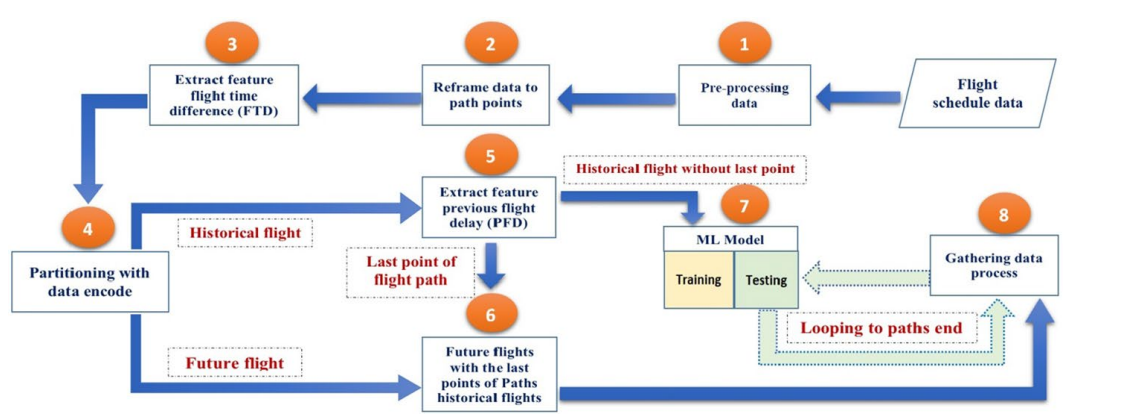 3
2
1
Extract feature
flight time
difference (FTD)
Reframe data to
path points
Pre-processing
data
Flight
schedule data
5
Historical flight without last point
4
Historical flight
Extract feature
previous flight
delay (PFD)
7
8
ML Model
Training
Testing
Gathering data
process
Partitioning with
data encode
Last point of
flight path
6
Looping to paths end
Future flight
Future flights
with the last
points of Paths
historical flights